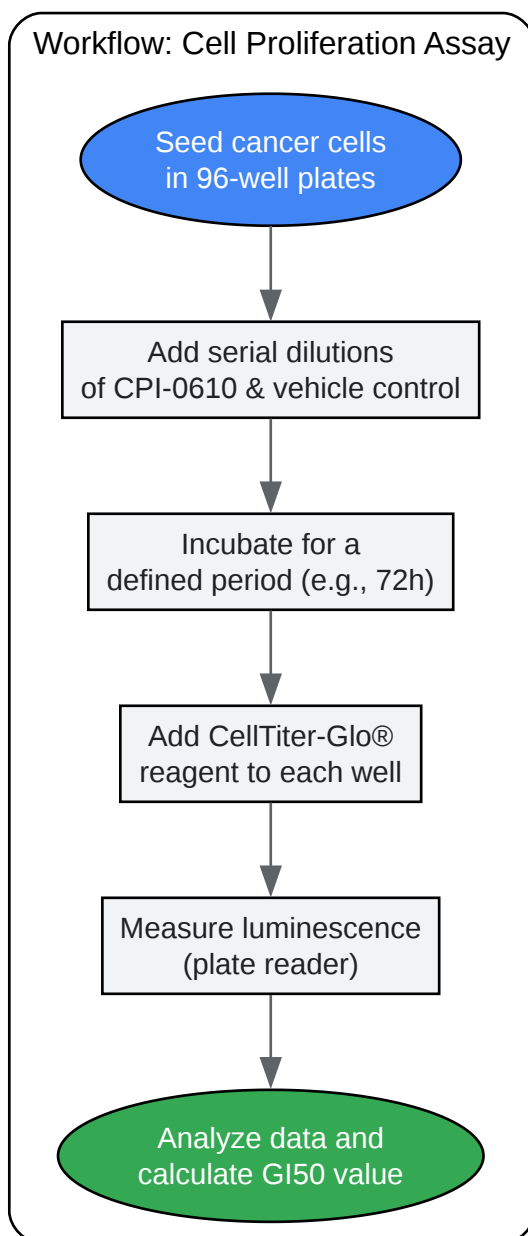 Workflow: Cell Proliferation Assay
Seed cancer cells
in 96-well plates
Add serial dilutions
of CPI-0610 & vehicle control
Incubate for a
defined period (e.g., 72h)
Add CellTiter-Glo®
reagent to each well
Measure luminescence
(plate reader)
Analyze data and
calculate GI50 value